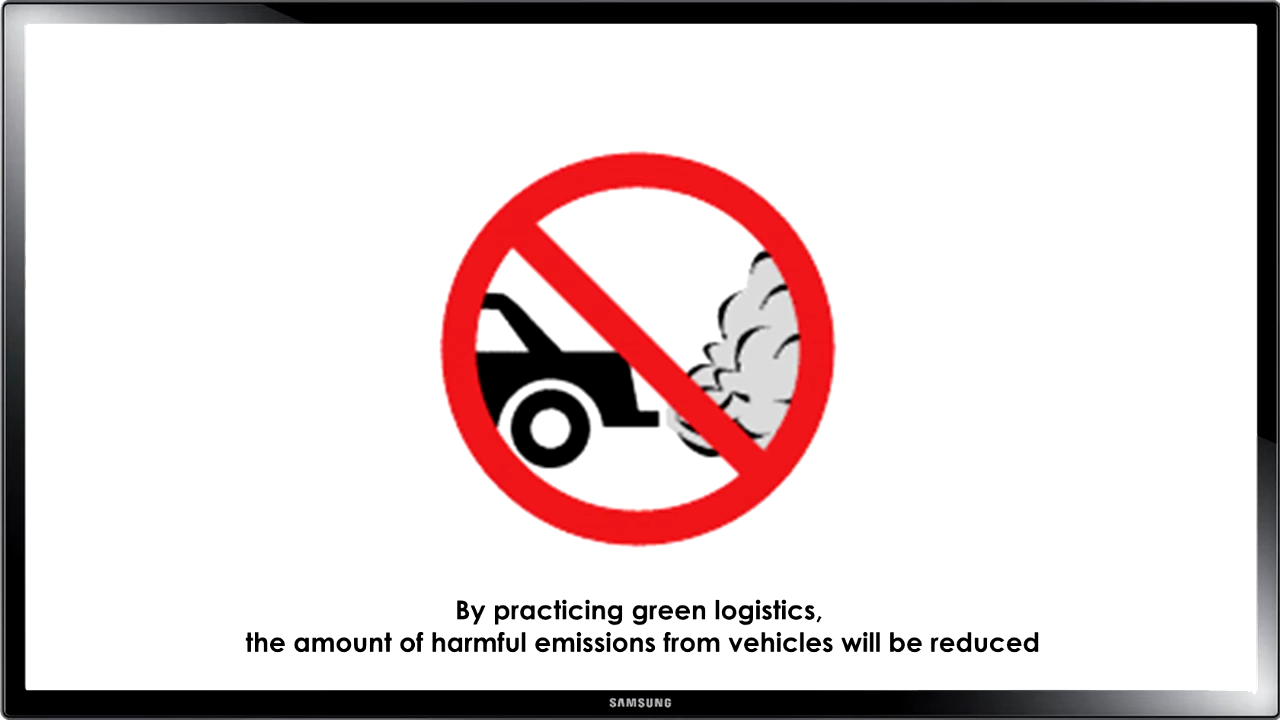 By practicing green logistics,
the amount of harmful emissions from vehicles will be reduced
SAMSUNG